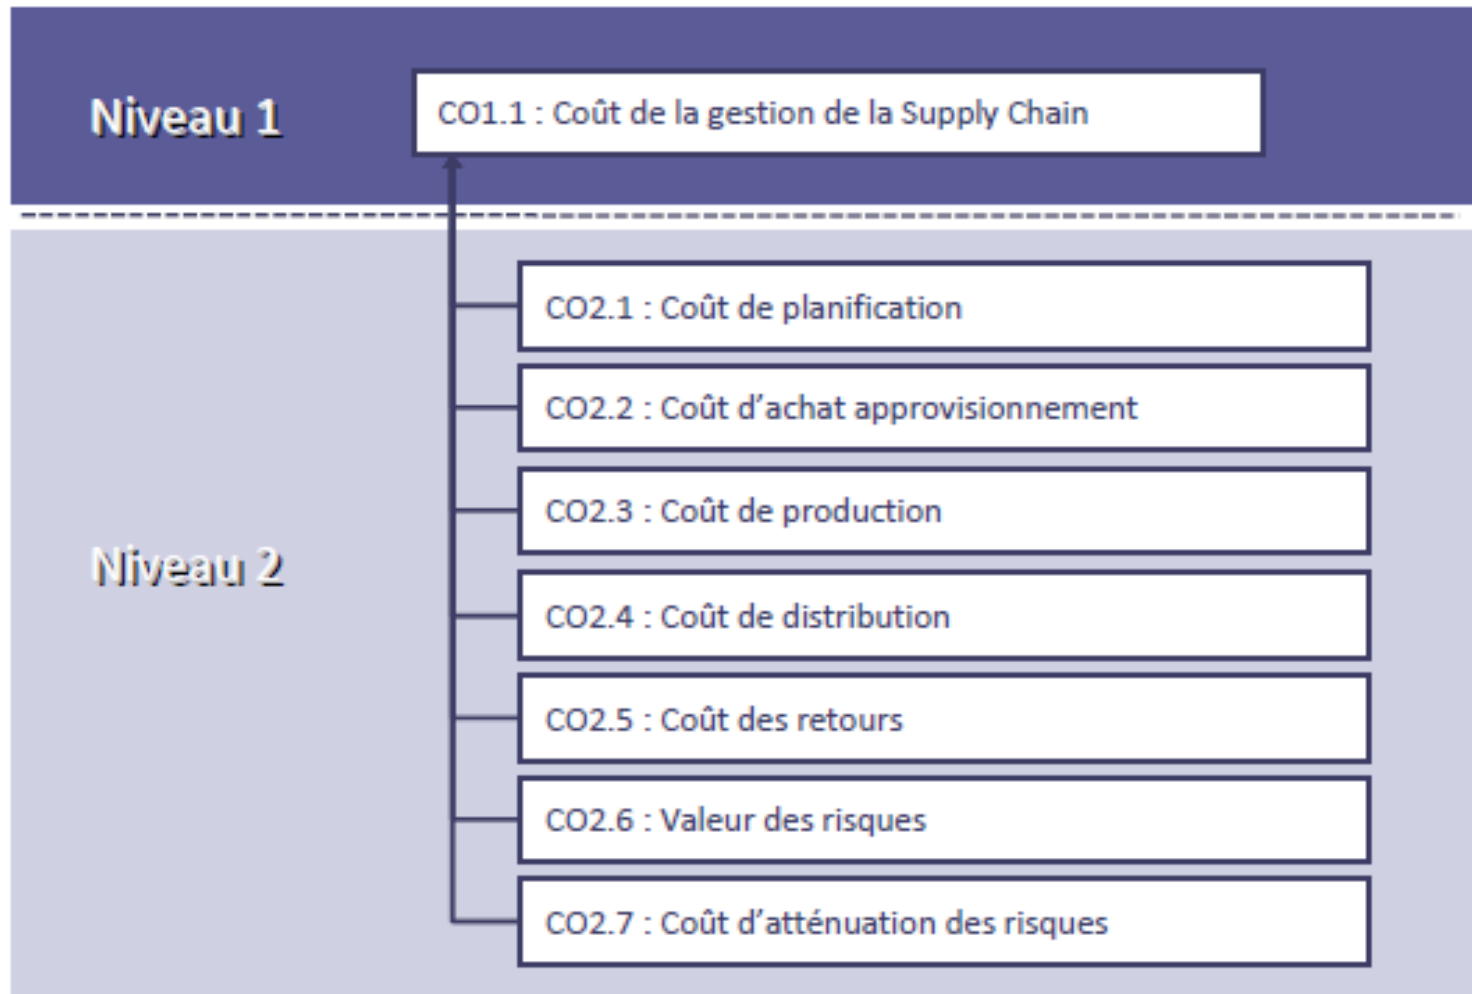 Niveau 1
CO1.1 : Coût de la gestion de la Supply Chain
Niveau 2
CO2.1 : Coût de planification
CO2.2 : Coût d’achat approvisionnement
CO2.3 : Coût de production
CO2.4 : Coût de distribution
CO2.5 : Coût des retours
CO2.6 : Valeur des risques
CO2.7 : Coût d’atténuation des risques